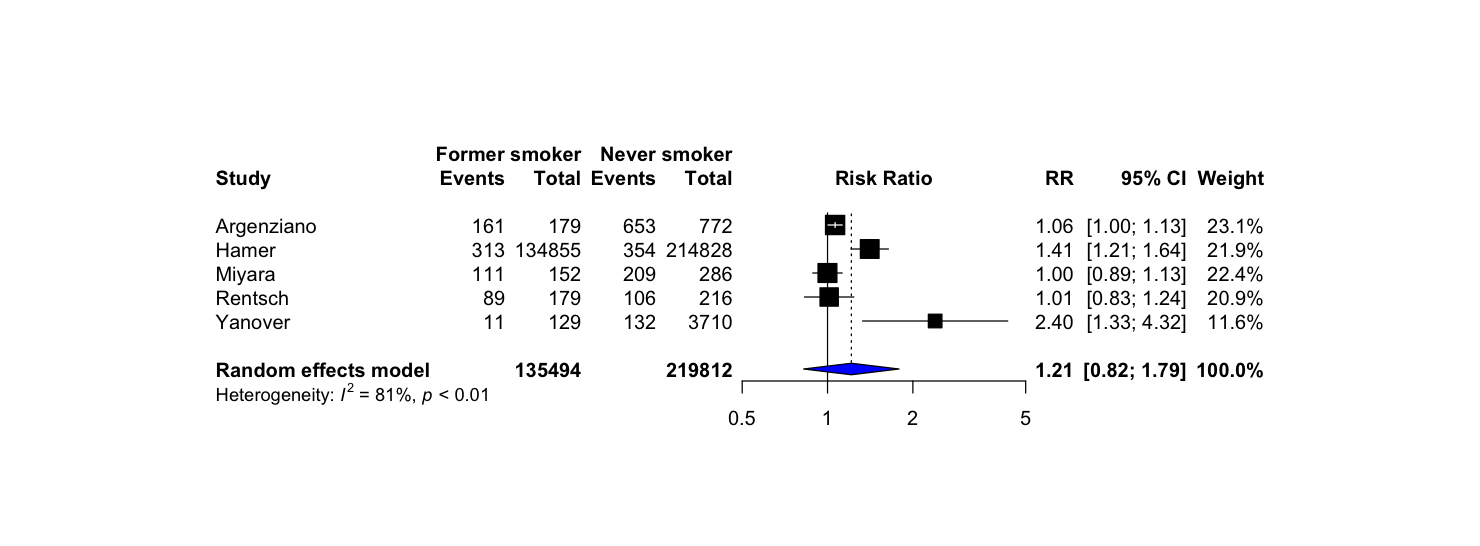 Former smoker Never smoker
Study Events Total Events Total Risk Ratio RR 95% CI Weight
Argenziano 161 179 653 772 1.06 [1.00; 1.13] 23.1%
Hamer 313 134855 354 214828 1.41 [1.21; 1.64] 21.9%
Miyara 111 152 209 286 1.00 [0.89; 1.13] 22.4%
Rentsch 89 179 106 216 1.01 [0.83; 1.24] 20.9%
Yanover 11 129 132 3710 2.40 [1.33; 4.32] 11.6%
Random effects model 135494 219812 1.21 [0.82; 1.79] 100.0%
Heterogeneity: I² = 81%, p < 0.01
0.5 1 2 5